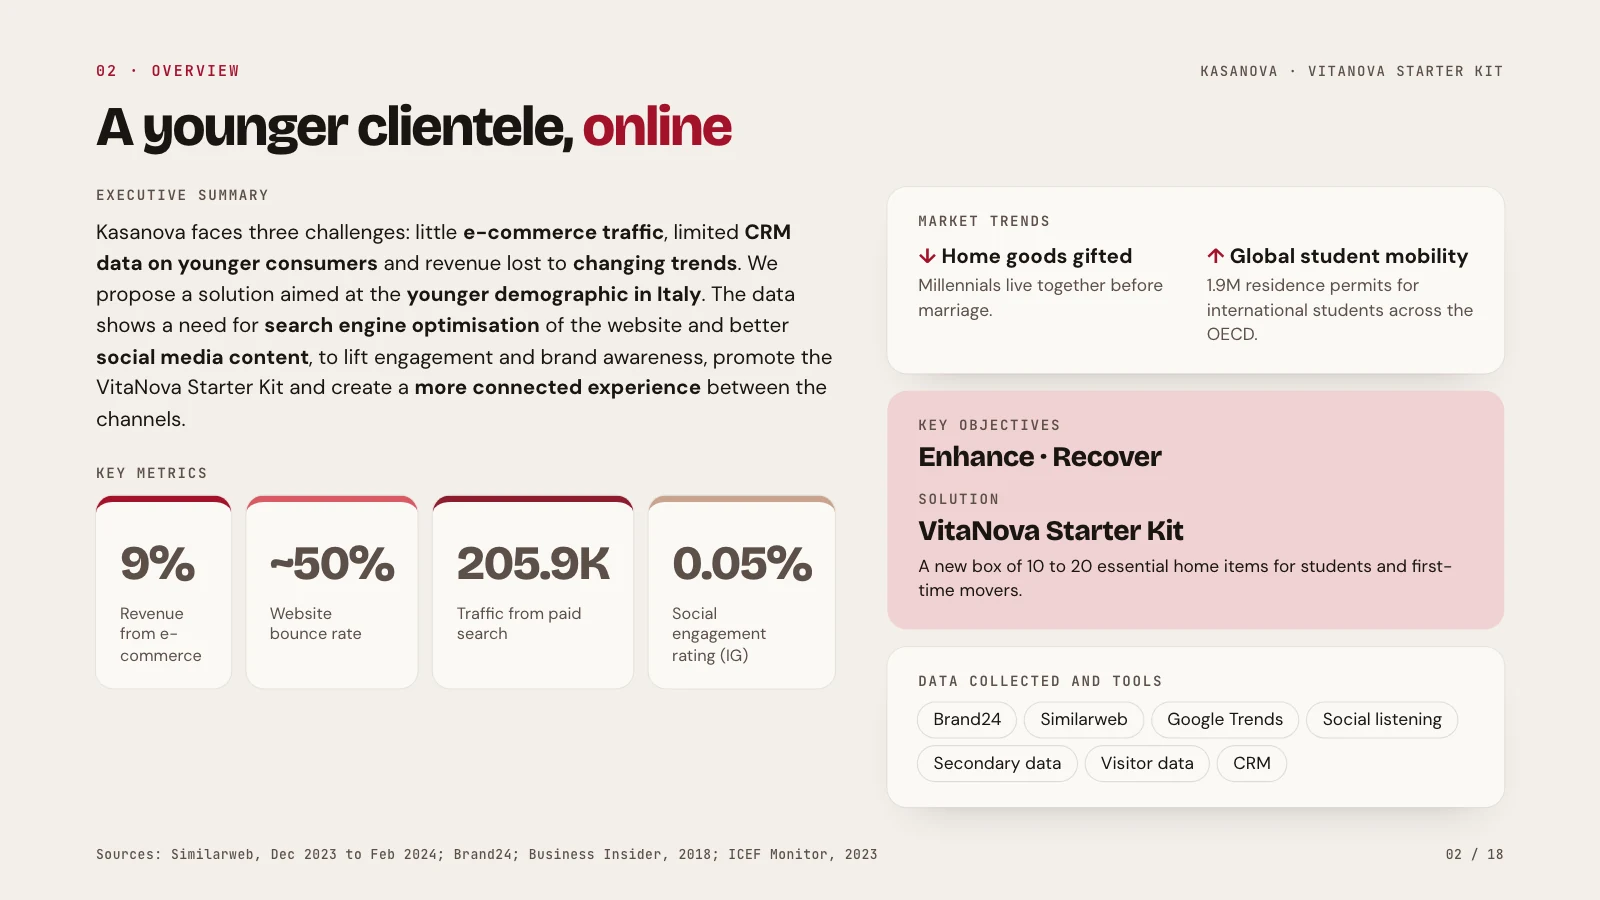 02 · OVERVIEW
KASANOVA · VITANOVA STARTER KIT
A younger clientele, online
EXECUTIVE SUMMARY
Kasanova faces three challenges: little e-commerce traffic, limited CRM
data on younger consumers and revenue lost to changing trends. We
propose a solution aimed at the younger demographic in Italy. The data
shows a need for search engine optimisation of the website and better
social media content, to lift engagement and brand awareness, promote the
VitaNova Starter Kit and create a more connected experience between the
channels.
KEY METRICS
9%
Revenue
from e-
commerce
~50%
Website
bounce rate
205.9K
Traffic from paid
search
0.05%
Social
engagement
rating (IG)
MARKET TRENDS
↓ Home goods gifted
Millennials live together before
marriage.
↑ Global student mobility
1.9M residence permits for
international students across the
OECD.
KEY OBJECTIVES
Enhance · Recover
SOLUTION
VitaNova Starter Kit
A new box of 10 to 20 essential home items for students and first-
time movers.
DATA COLLECTED AND TOOLS
Brand24 Similarweb Google Trends Social listening
Secondary data Visitor data CRM
Sources: Similarweb, Dec 2023 to Feb 2024; Brand24; Business Insider, 2018; ICEF Monitor, 2023
02 / 18